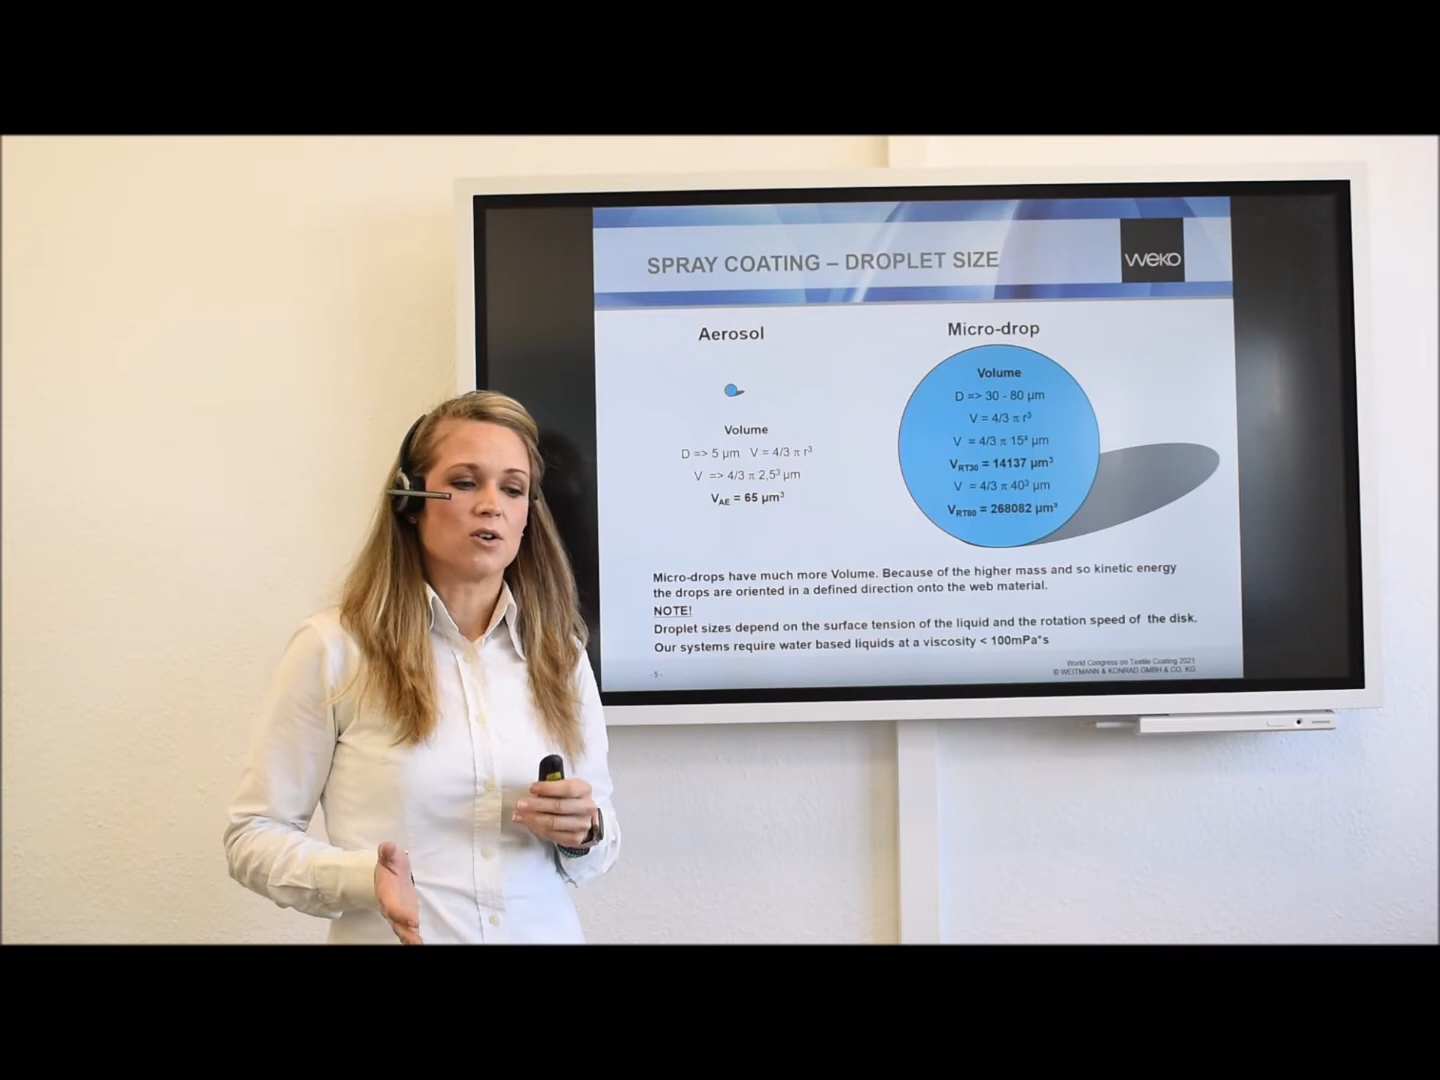 SPRAY COATING – DROPLET SIZE
weko
Aerosol
Volume
D => 5 µm V = 4/3 π r³
V => 4/3 π 2,5³ µm
V_AE = 65 µm³
Micro-drop
Volume
D => 30 - 80 µm
V = 4/3 π r³
V = 4/3 π 15³ µm
V_RT30 = 14137 µm³
V = 4/3 π 40³ µm
V_RT80 = 268082 µm³
Micro-drops have much more Volume. Because of the higher mass and so kinetic energy
the drops are oriented in a defined direction onto the web material.
NOTE!
Droplet sizes depend on the surface tension of the liquid and the rotation speed of the disk.
Our systems require water based liquids at a viscosity < 100mPa*s
- 5 -
World Congress on Textile Coating 2021
© WEITMANN & KONRAD GMBH & CO. KG